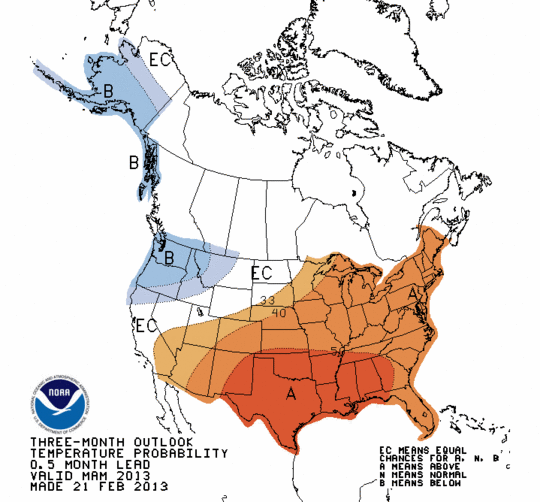 EC
B
B
B
EC
33
40
EC
A
50
A
NOAA
THREE-MONTH OUTLOOK
TEMPERATURE PROBABILITY
0.5 MONTH LEAD
VALID MAM 2013
MADE 21 FEB 2013
EC MEANS EQUAL
CHANCES FOR A, N, B
A MEANS ABOVE
N MEANS NORMAL
B MEANS BELOW